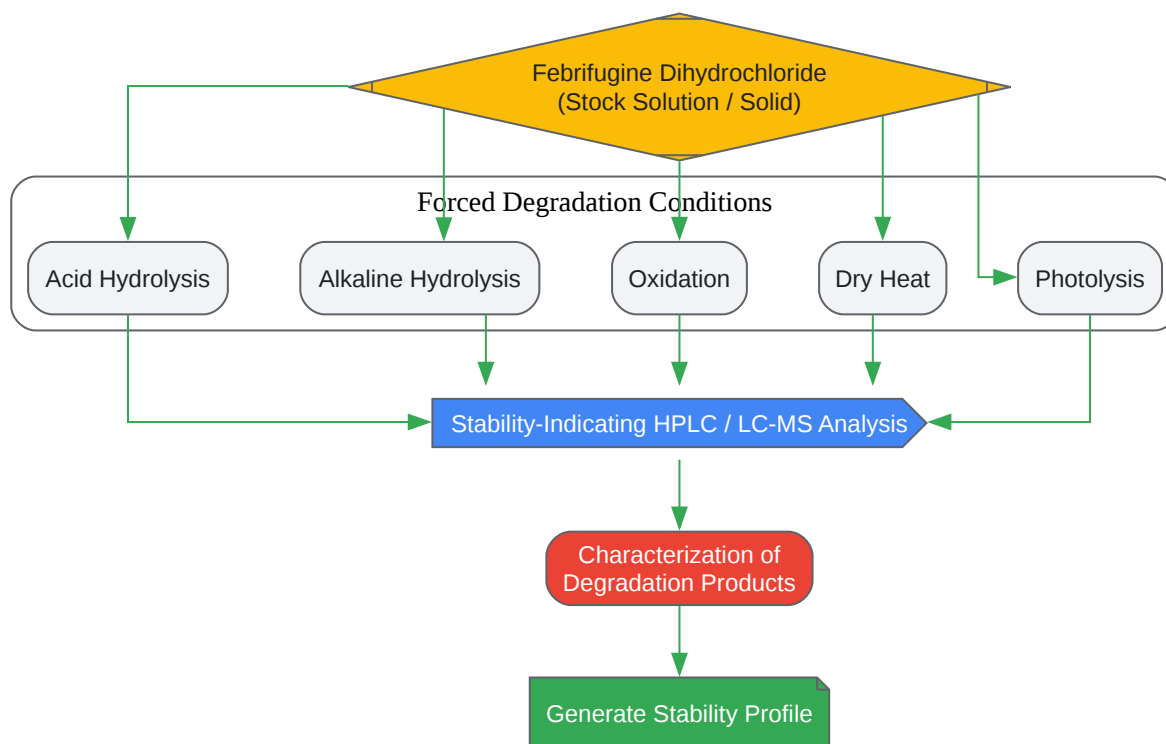 Febrifugine Dihydrochloride
(Stock Solution / Solid)
Forced Degradation Conditions
Acid Hydrolysis
Alkaline Hydrolysis
Oxidation
Dry Heat
Photolysis
Stability-Indicating HPLC / LC-MS Analysis
Characterization of
Degradation Products
Generate Stability Profile